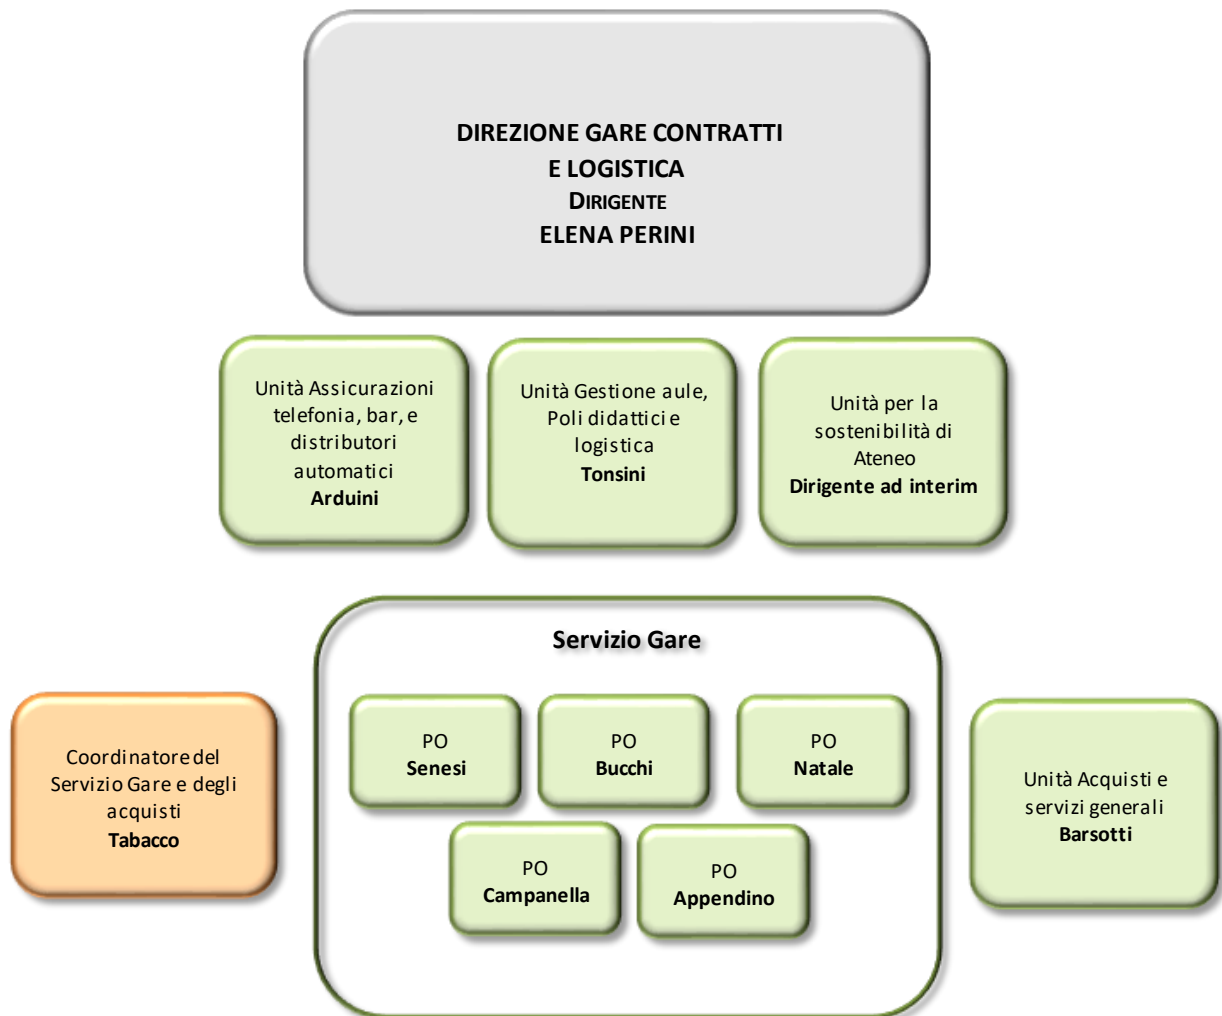 DIREZIONE GARE CONTRATTI
E LOGISTICA
DIRIGENTE
ELENA PERINI
Unità Assicurazioni
telefonia, bar, e
distributori
automatici
Arduini
Unità Gestione aule,
Poli didattici e
logistica
Tonsini
Unità per la
sostenibilità di
Ateneo
Dirigente ad interim
Servizio Gare
Coordinatore del
Servizio Gare e degli
acquisti
Tabacco
PO
Senesi
PO
Bucchi
PO
Natale
PO
Campanella
PO
Appendino
Unità Acquisti e
servizi generali
Barsotti